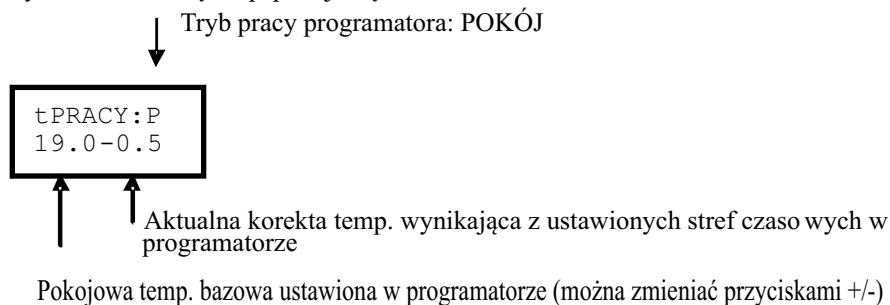 Tryb pracy programatora: POKÓJ
tPRACY:P
19.0-0.5
Aktualna korekta temp. wynikająca z ustawionych stref czaso wych w
programatorze
Pokojowa temp. bazowa ustawiona w programatorze (można zmieniać przyciskami +/-)